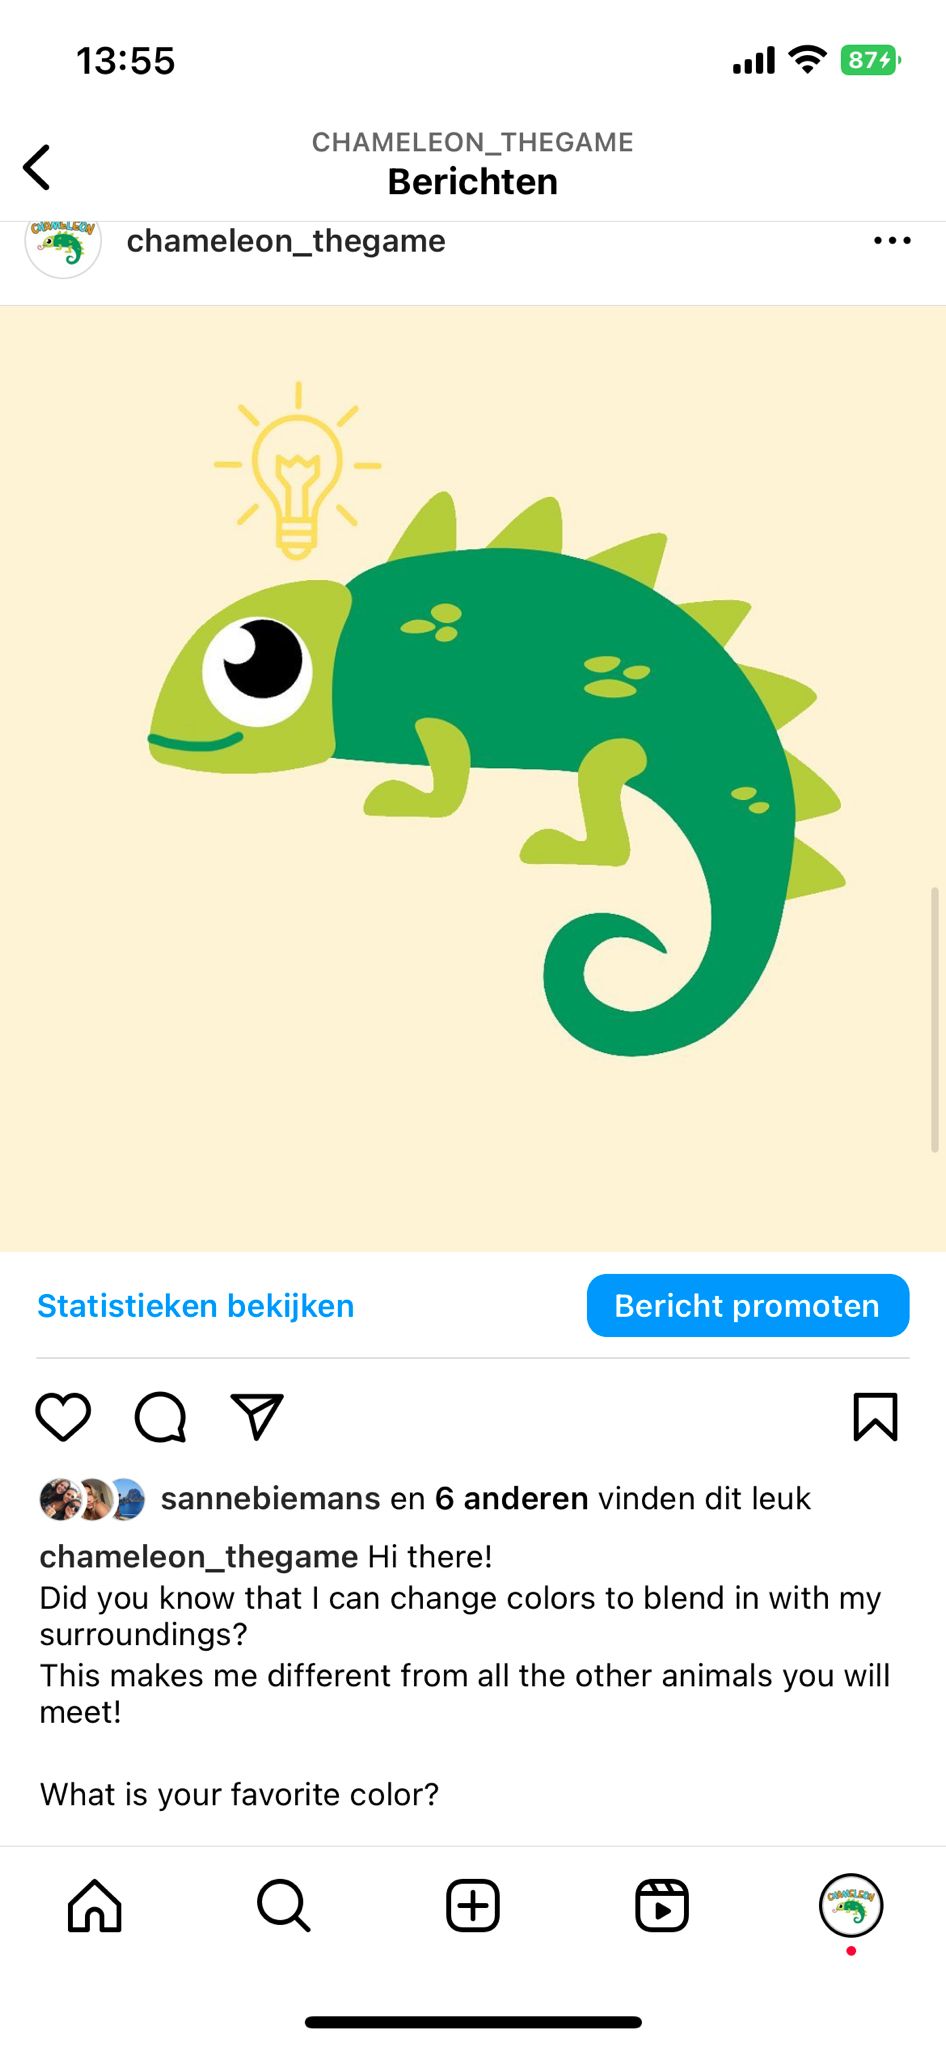 13:55
87
CHAMELEON_THEGAME
Berichten
CHAMELEON
chameleon_thegame
Statistieken bekijken
Bericht promoten
sannebiemans en 6 anderen vinden dit leuk
chameleon_thegame Hi there!
Did you know that I can change colors to blend in with my
surroundings?
This makes me different from all the other animals you will
meet!
What is your favorite color?
CHAMELEON